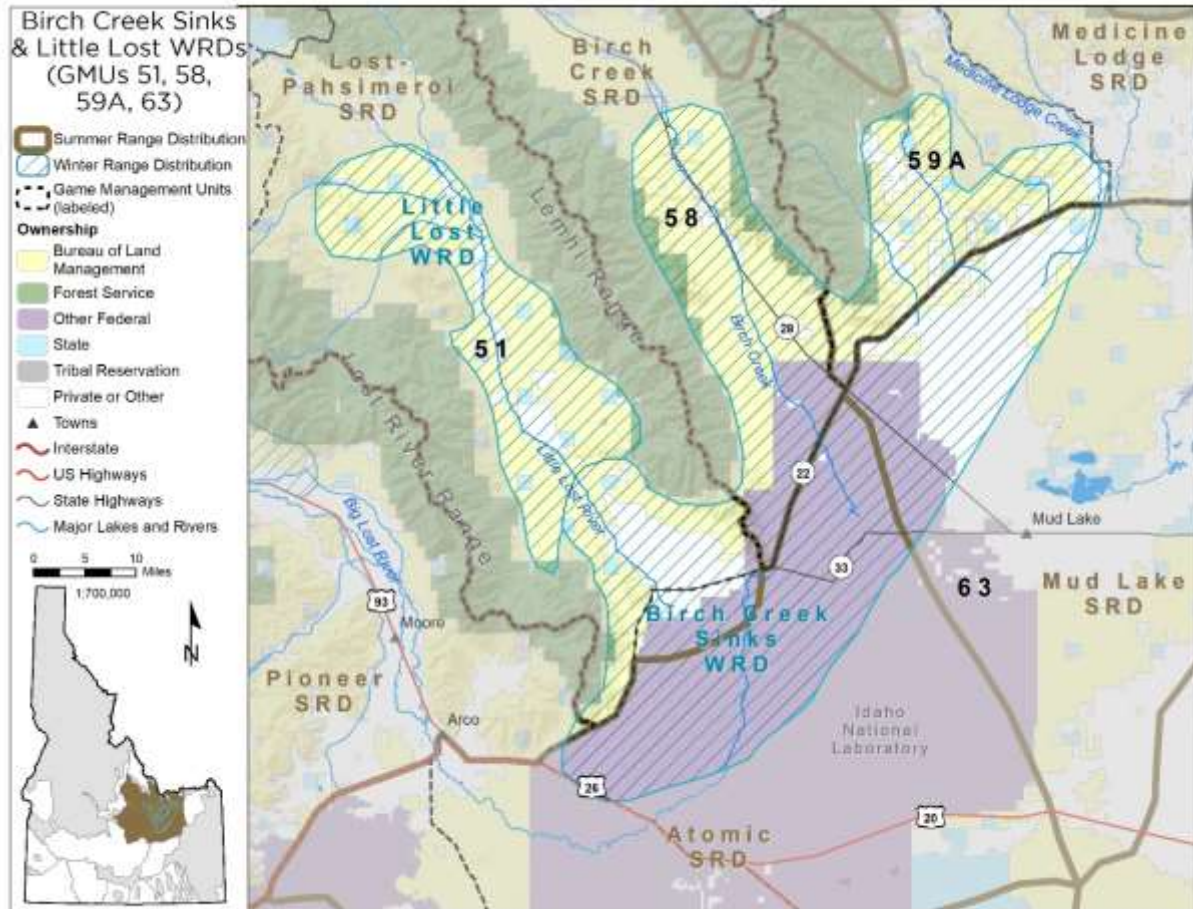 Birch Creek Sinks
& Little Lost WRDs
(GMUs 51, 58,
59A, 63)
Summer Range Distribution
Winter Range Distribution
Game Management Units
(labeled)
Ownership
Bureau of Land
Management
Forest Service
Other Federal
State
Tribal Reservation
Private or Other
Towns
Interstate
US Highways
State Highways
Major Lakes and Rivers
0 5 10
Miles
1:700,000
N
Lost-
Pahsimeroi
SRD
Birch
Creek
SRD
Medicine
Lodge
SRD
Medicine Lodge Creek
59A
58
Little
Lost
WRD
Lemhi Range
51
28
Birch Creek
Lost River Range
Little Lost River
22
Big Lost River
Mud Lake
33
63
Mud Lake
SRD
93
Moore
Birch Creek
Sinks
WRD
Pioneer
SRD
Arco
Idaho
National
Laboratory
26
20
Atomic
SRD